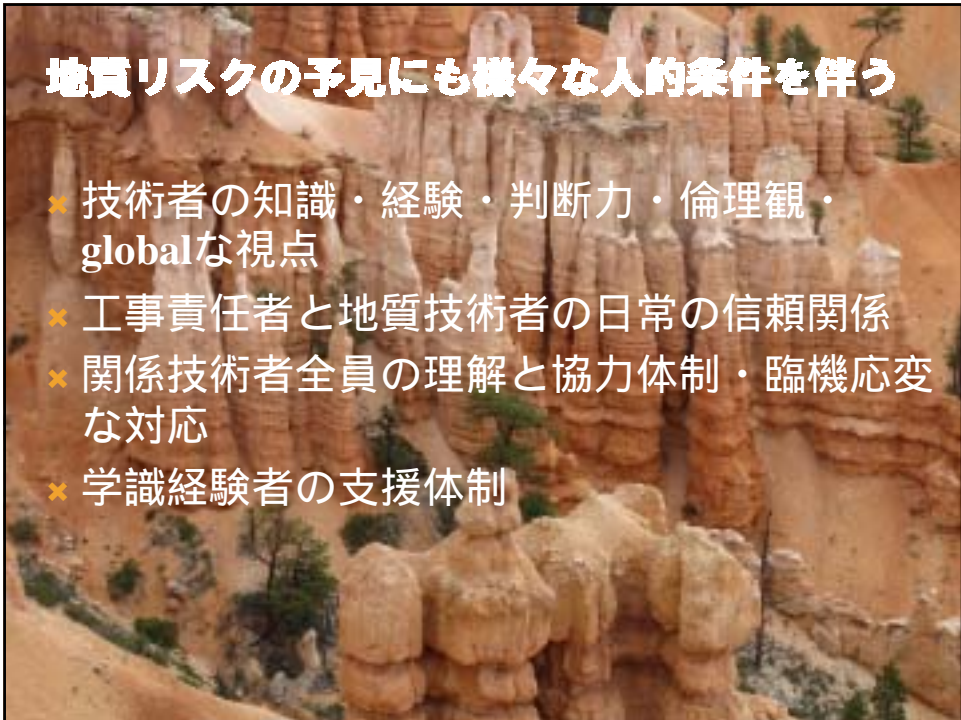 地質リスクの予見にも様々な人的条件を伴う
技術者の知識・経験・判断力・倫理観・
globalな視点
工事責任者と地質技術者の日常の信頼関係
関係技術者全員の理解と協力体制・臨機応変
な対応
学識経験者の支援体制